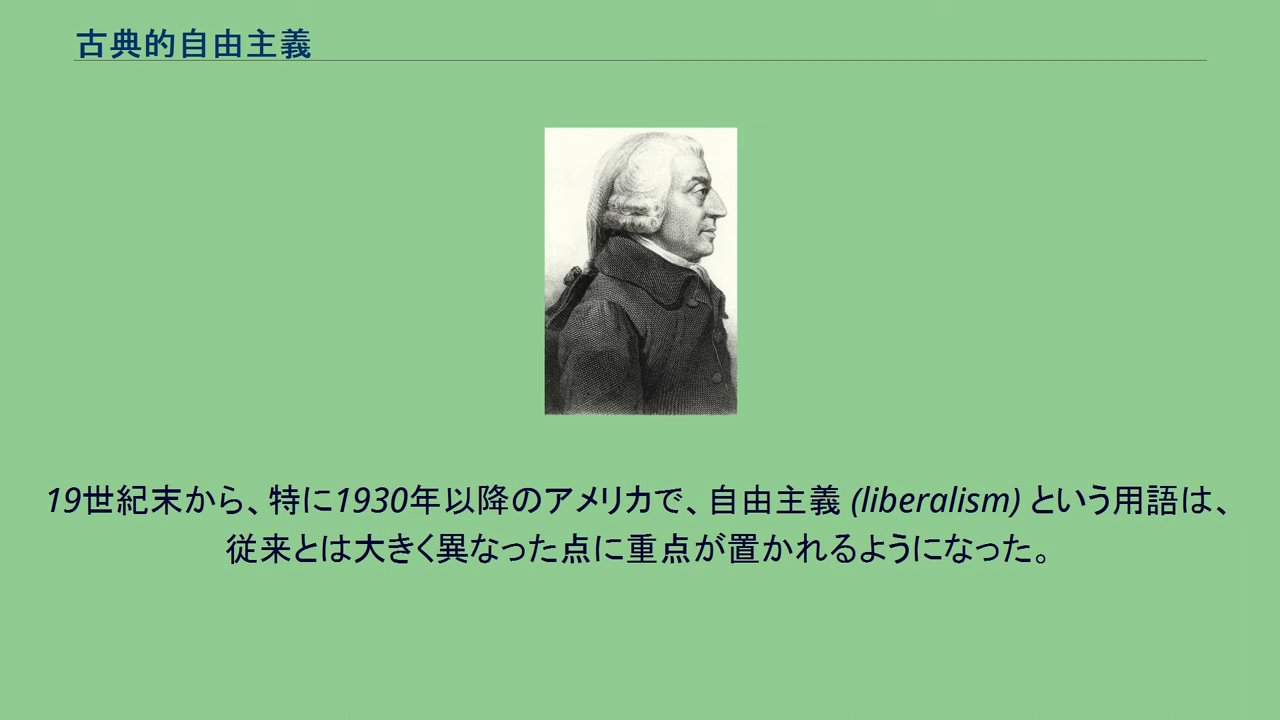 古典的自由主義
19世紀末から、特に1930年以降のアメリカで、自由主義 (liberalism) という用語は、
従来とは大きく異なった点に重点が置かれるようになった。